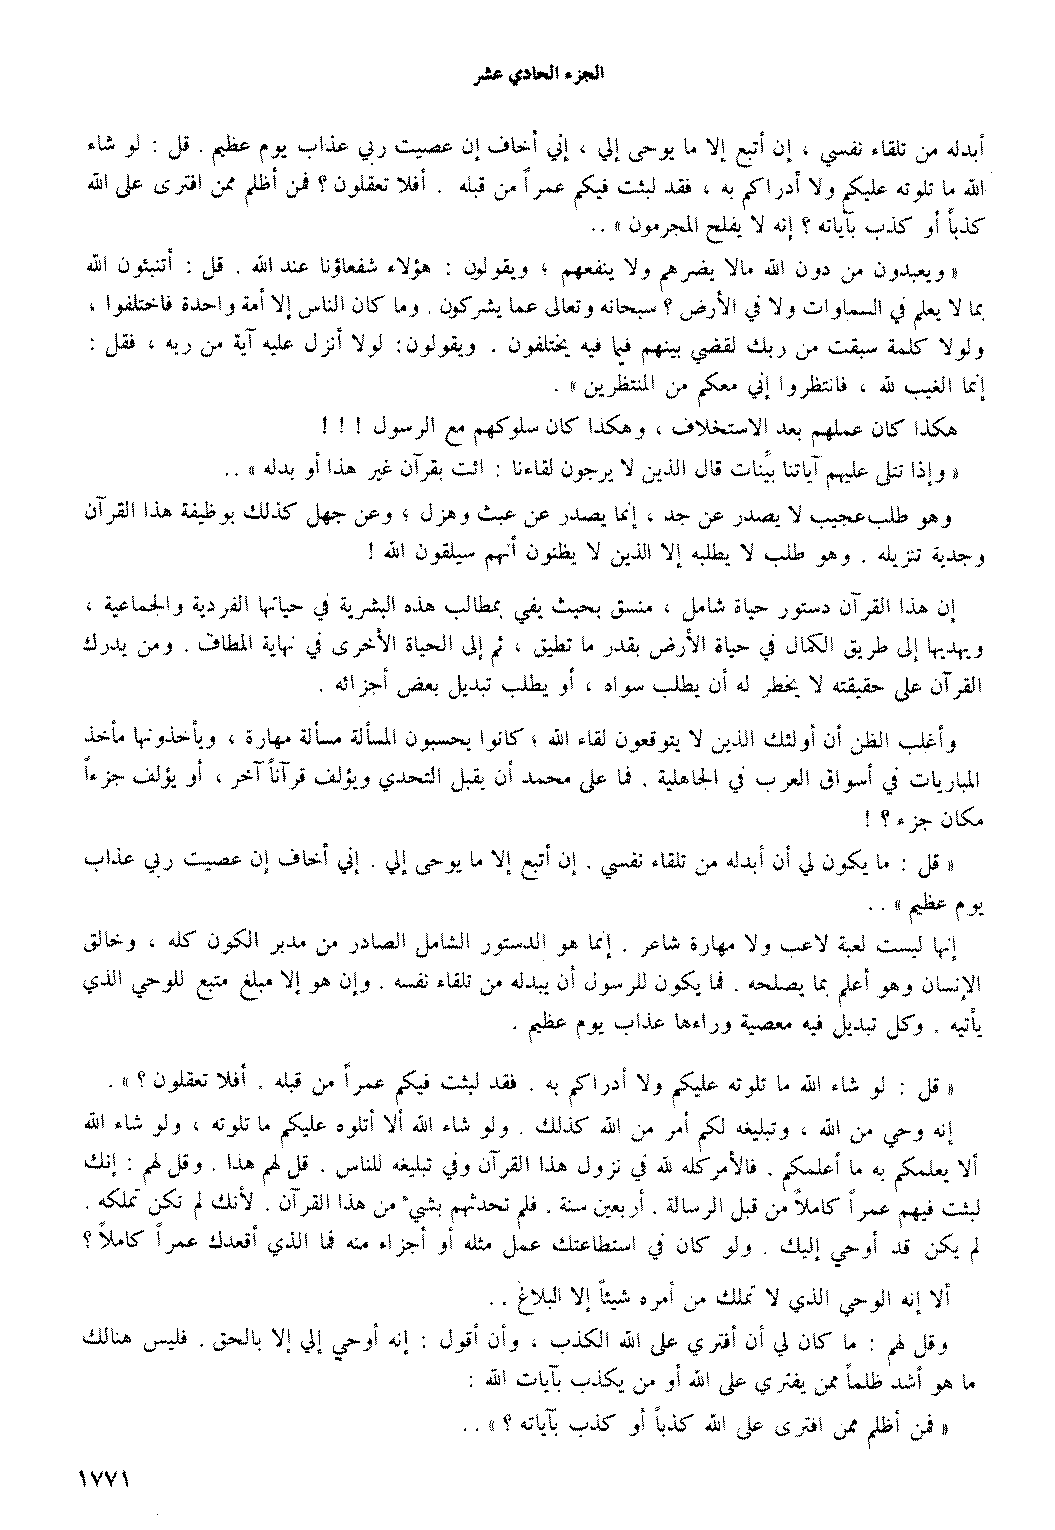 الجزء الحادي عشر
أبدله من تلقاء نفسي ، إن أتبع إلا ما يوحى إلي ، إني أخاف إن عصيت ربي عذاب يوم عظيم . قل : لو شاء
الله ما تلوته عليكم ولا أدراكم به ، فقد لبثت فيكم عمراً من قبله . أفلا تعقلون ؟ فمن أظلم ممن افترى على الله
كذباً أو كذب بآياته ؟ إنه لا يفلح المجرمون » ..
« ويعبدون من دون الله مالا يضرهم ولا ينفعهم ؛ ويقولون : هؤلاء شفعاؤنا عند الله . قل : أتنبئون الله
بما لا يعلم في السماوات ولا في الأرض ؟ سبحانه وتعالى عما يشركون . وما كان الناس إلا أمة واحدة فاختلفوا ،
ولولا كلمة سبقت من ربك لقضي بينهم فيما فيه يختلفون . ويقولون: لولا أنزل عليه آية من ربه ، فقل :
إنما الغيب لله ، فانتظروا إني معكم من المنتظرين » .
هكذا كان عملهم بعد الاستخلاف ، وهكذا كان سلوكهم مع الرسول ! ! !
« وإذا تتلى عليهم آياتنا بيِّنات قال الذين لا يرجون لقاءنا : ائت بقرآن غير هذا أو بدله » ..
وهو طلب عجيب لا يصدر عن جد ، إنما يصدر عن عبث وهزل ؛ وعن جهل كذلك بوظيفة هذا القرآن
وجدية تنزيله . وهو طلب لا يطلبه إلا الذين لا يظنون أنهم سيلقون الله !
إن هذا القرآن دستور حياة شامل ، منسق بحيث يفي بمطالب هذه البشرية في حياتها الفردية والجماعية ،
ويهديها إلى طريق الكمال في حياة الأرض بقدر ما تطيق ، ثم إلى الحياة الأخرى في نهاية المطاف . ومن يدرك
القرآن على حقيقته لا يخطر له أن يطلب سواه ، أو يطلب تبديل بعض أجزائه .
وأغلب الظن أن أولئك الذين لا يتوقعون لقاء الله ؛ كانوا يحسبون المسألة مسألة مهارة ، ويأخذونها مأخذ
المباريات في أسواق العرب في الجاهلية . فما على محمد أن يقبل التحدي ويؤلف قرآناً آخر ، أو يؤلف جزءاً
مكان جزء ؟ !
« قل : ما يكون لي أن أبدله من تلقاء نفسي . إن أتبع إلا ما يوحى إلي . إني أخاف إن عصيت ربي عذاب
يوم عظيم » ..
إنها ليست لعبة لاعب ولا مهارة شاعر . إنما هو الدستور الشامل الصادر من مدبر الكون كله ، وخالق
الإنسان وهو أعلم بما يصلحه . فما يكون للرسول أن يبدله من تلقاء نفسه . وإن هو إلا مبلغ متبع للوحي الذي
يأتيه . وكل تبديل فيه معصية وراءها عذاب يوم عظيم .
« قل : لو شاء الله ما تلوته عليكم ولا أدراكم به . فقد لبثت فيكم عمراً من قبله . أفلا تعقلون ؟ » .
إنه وحي من الله ، وتبليغه لكم أمر من الله كذلك . ولو شاء الله ألا أتلوه عليكم ما تلوته ، ولو شاء الله
ألا يعلمكم به ما أعلمكم . فالأمر كله لله في نزول هذا القرآن وفي تبليغه للناس . قل لهم هذا . وقل لهم : إنك
لبثت فيهم عمراً كاملاً من قبل الرسالة . أربعين سنة . فلم تحدثهم بشيء من هذا القرآن . لأنك لم تكن تملكه .
لم يكن قد أوحي إليك . ولو كان في استطاعتك عمل مثله أو أجزاء منه فما الذي أقعدك عمراً كاملاً ؟
ألا إنه الوحي الذي لا تملك من أمره شيئاً إلا البلاغ ..
وقل لهم : ما كان لي أن أفتري على الله الكذب ، وأن أقول : إنه أوحي إلي إلا بالحق . فليس هنالك
ما هو أشد ظلماً ممن يفتري على الله أو من يكذب بآيات الله :
« فمن أظلم ممن افترى على الله كذباً أو كذب بآياته ؟ » ..
١٧٧١